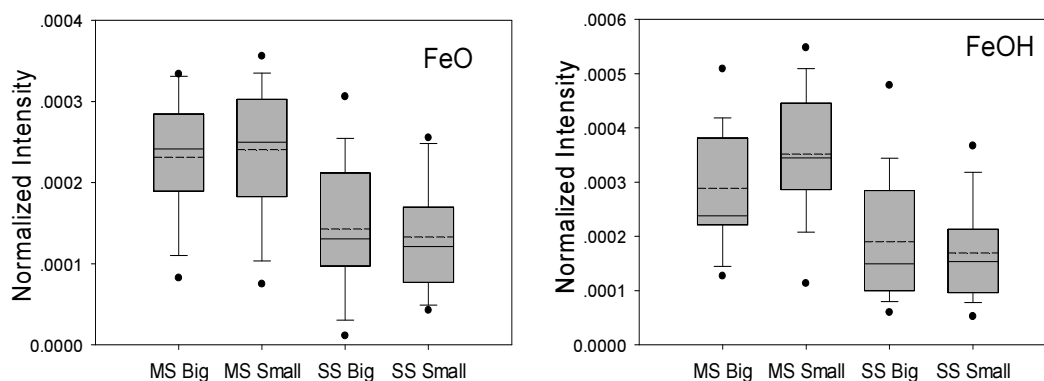 FeO
Normalized Intensity
.0004
.0003
.0002
.0001
0.0000
MS Big MS Small SS Big SS Small
FeOH
Normalized Intensity
.0006
.0005
.0004
.0003
.0002
.0001
0.0000
MS Big MS Small SS Big SS Small